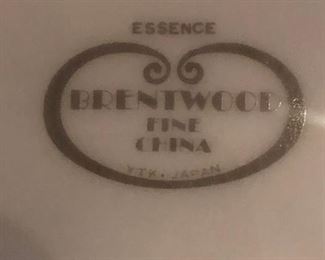 ESSENCE
BRENTWOOD
FINE
CHINA
Y.T.K. JAPAN